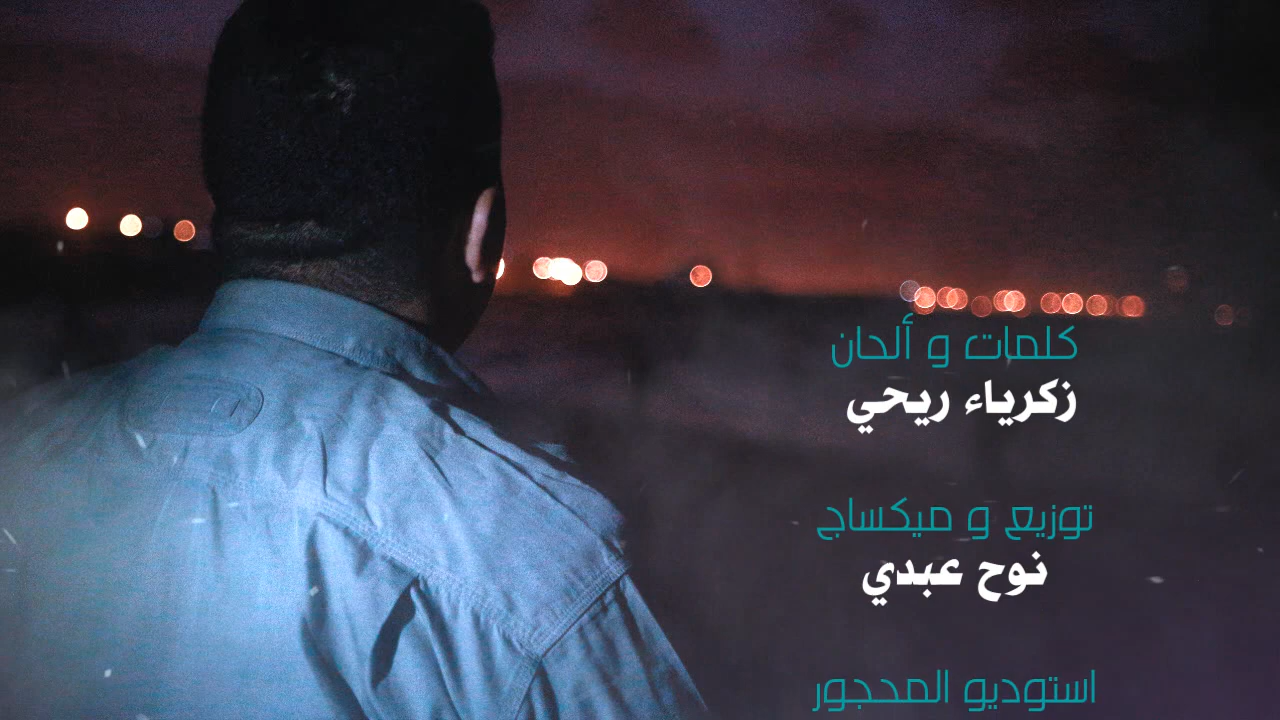 كلمات و ألحان
زكرياء ريحي
توزيع و ميكساج
نوح عبدي
استوديو المحجور